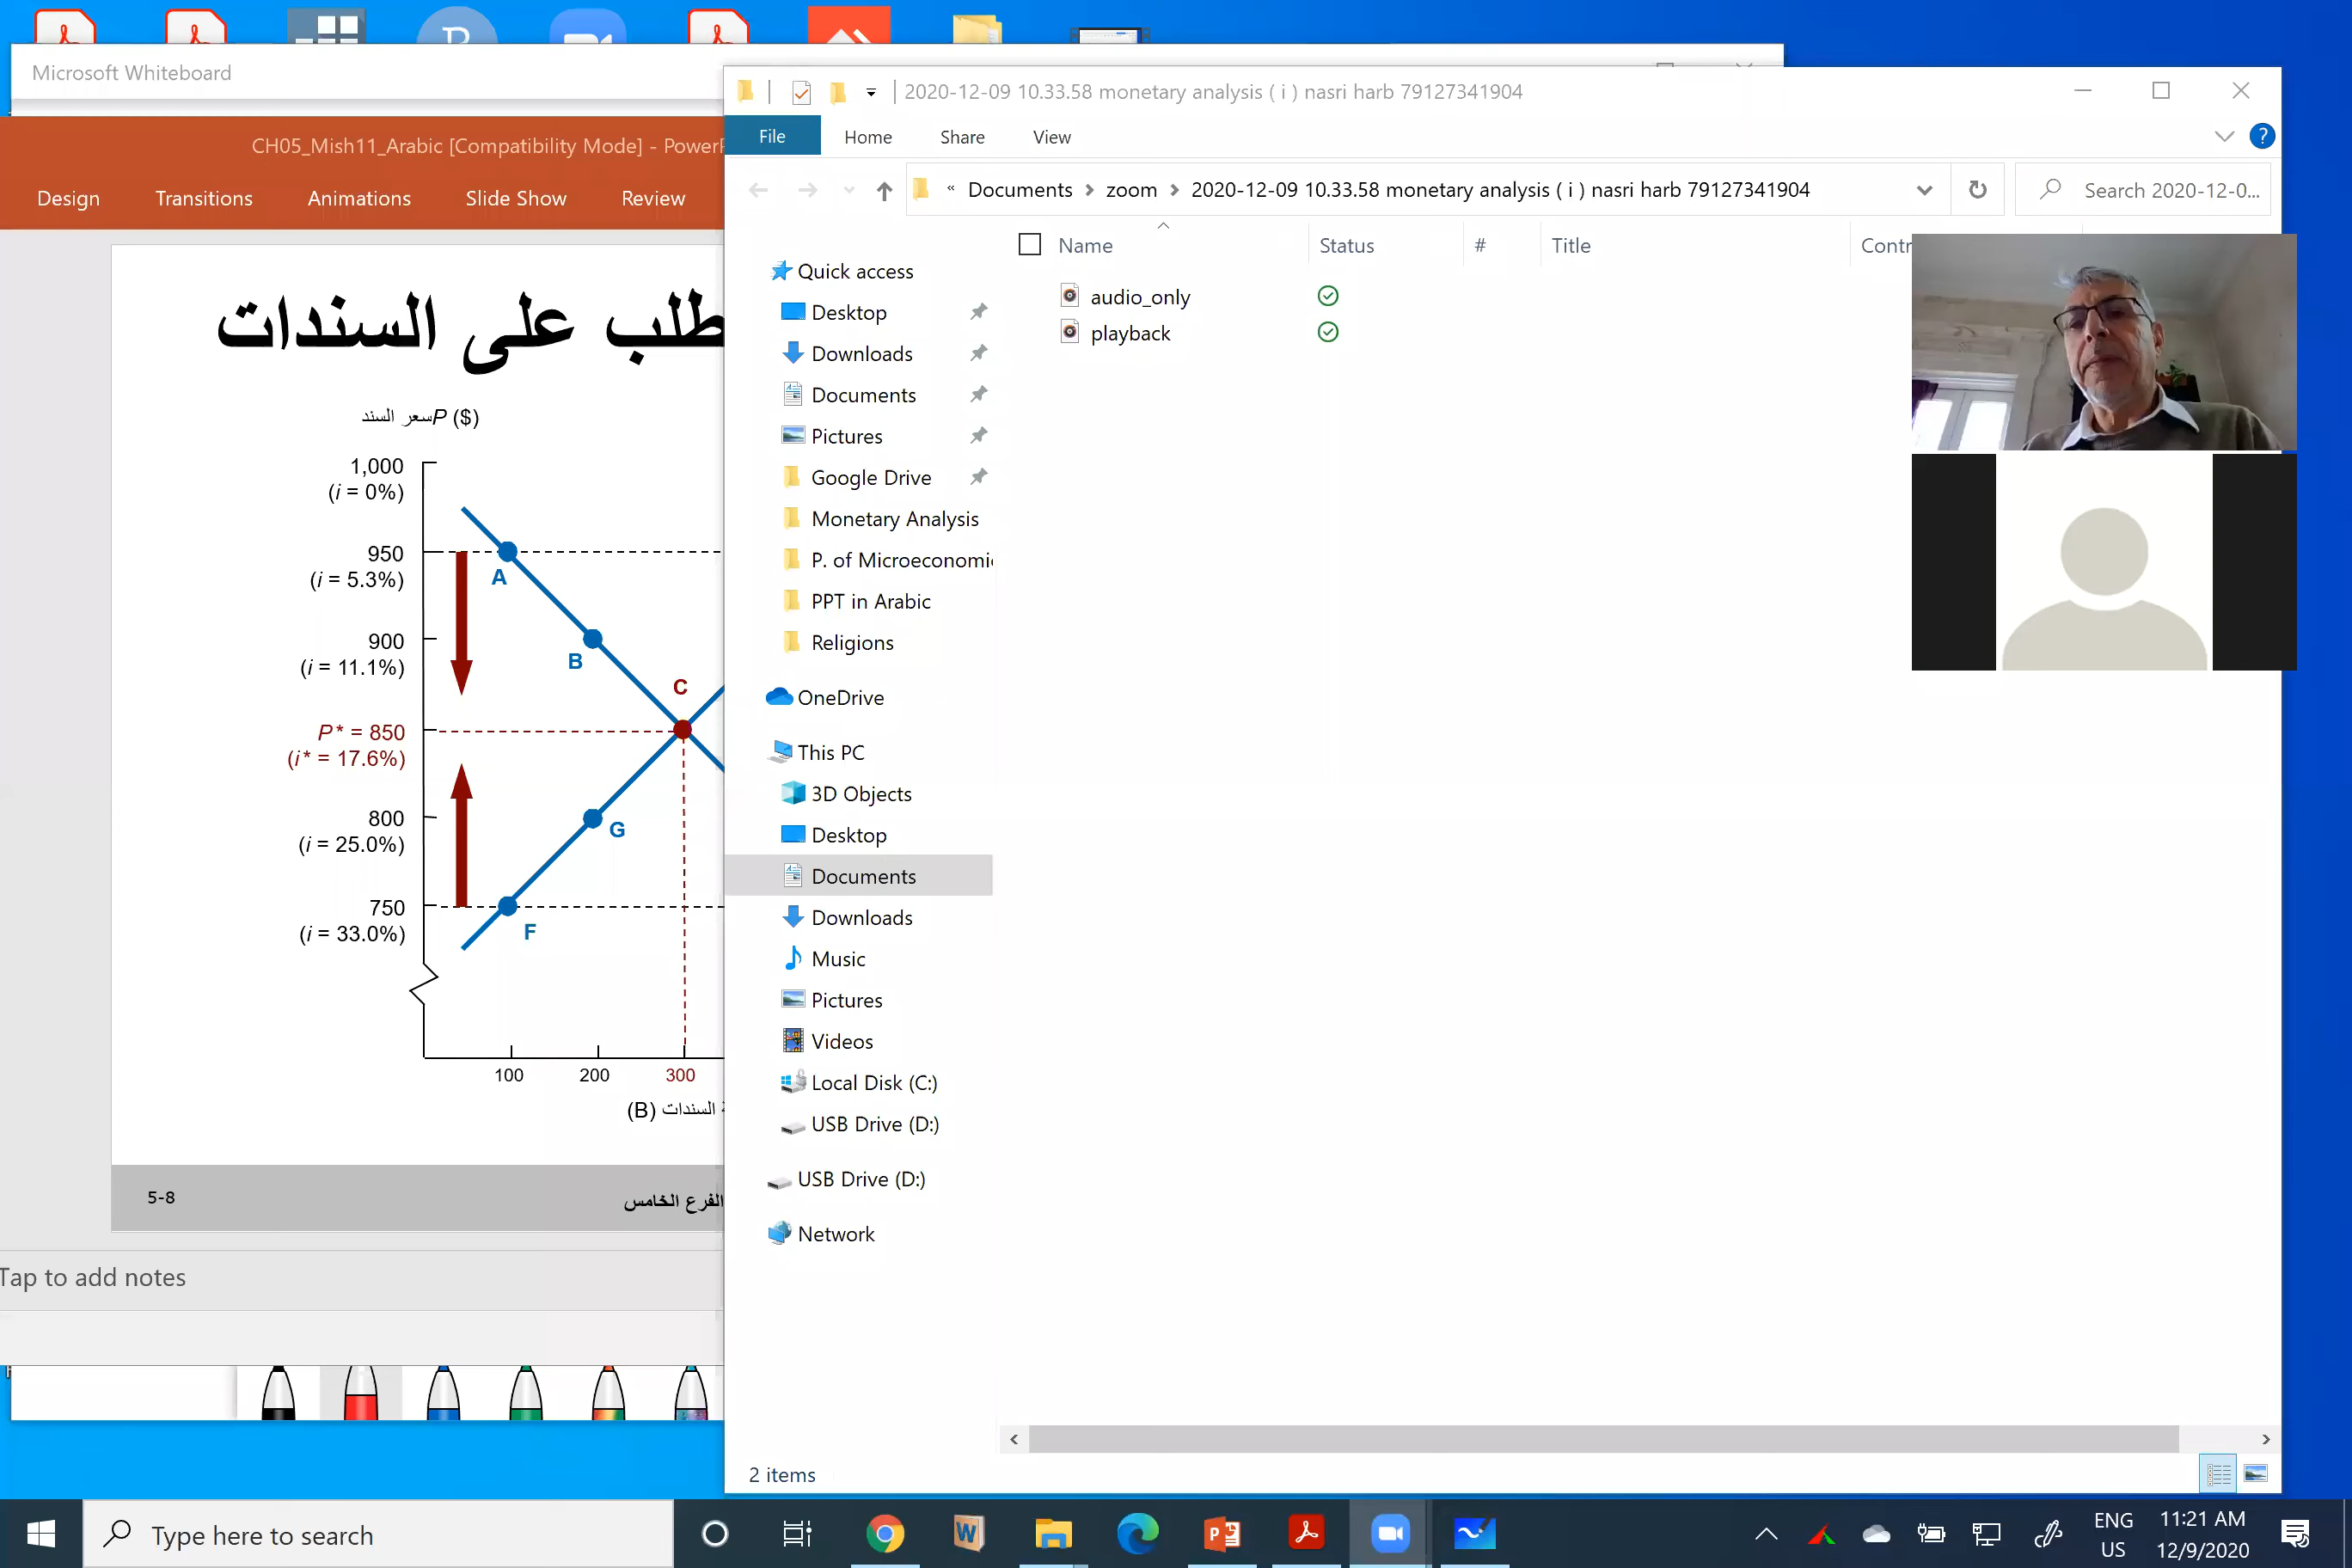 Microsoft Whiteboard
2020-12-09 10.33.58 monetary analysis ( i ) nasri harb 79127341904
File Home Share View
CH05_Mish11_Arabic [Compatibility Mode] -
Design Transitions Animations Slide Show Review
« Documents > zoom > 2020-12-09 10.33.58 monetary analysis ( i ) nasri harb 79127341904
Search 2020-12-0...
Name Status # Title
audio_only
playback
Quick access
Desktop
Downloads
Documents
Pictures
Google Drive
Monetary Analysis
P. of Microeconomi
PPT in Arabic
Religions
OneDrive
This PC
3D Objects
Desktop
Documents
Downloads
Music
Pictures
Videos
Local Disk (C:)
USB Drive (D:)
USB Drive (D:)
Network
2 items
طلب على السندات
سعر السند P ($)
1,000
(i = 0%)
950
(i = 5.3%)
900
(i = 11.1%)
P* = 850
(i* = 17.6%)
800
(i = 25.0%)
750
(i = 33.0%)
A
B
C
G
F
100 200 300
السندات (B)
5-8
الفرع الخامس
Tap to add notes
Type here to search
ENG
US
11:21 AM
12/9/2020